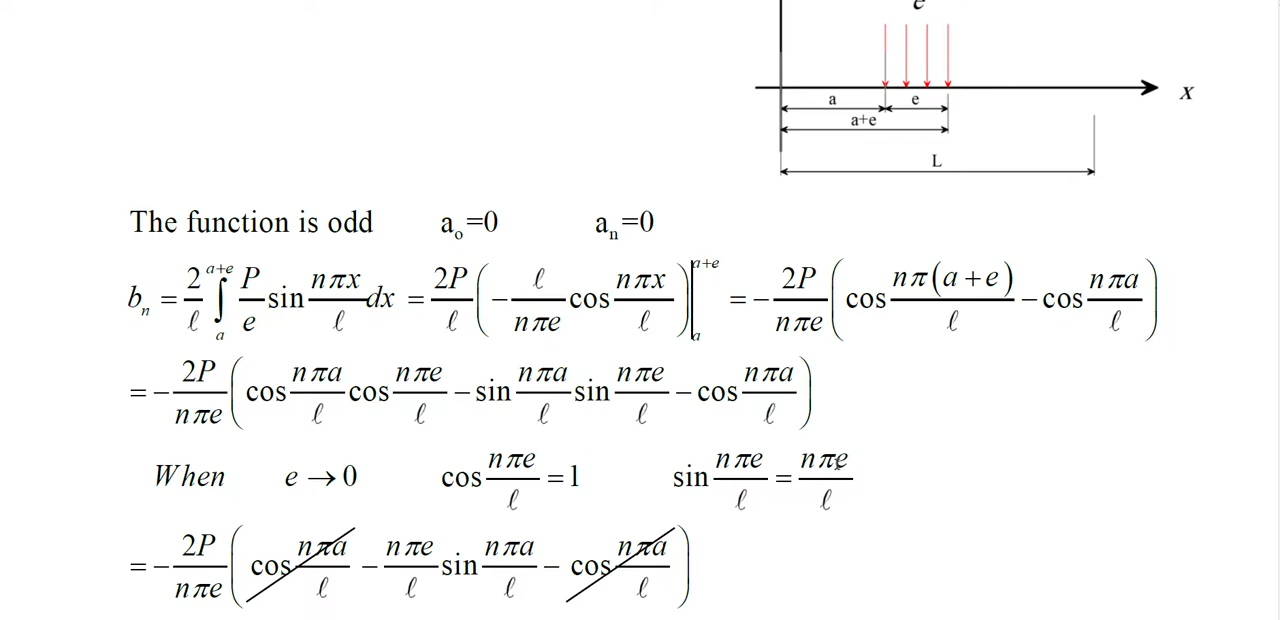 e
x
a e
a+e
L
The function is odd a₀=0 aₙ=0
bₙ = 2/ℓ ∫ₐᵃ⁺ᵉ P/e sin nπx/ℓ dx = 2P/ℓ (− ℓ/nπe cos nπx/ℓ)|ₐᵃ⁺ᵉ = − 2P/nπe (cos nπ(a+e)/ℓ − cos nπa/ℓ)
= − 2P/nπe (cos nπa/ℓ cos nπe/ℓ − sin nπa/ℓ sin nπe/ℓ − cos nπa/ℓ)
When e → 0 cos nπe/ℓ = 1 sin nπe/ℓ = nπe/ℓ
= − 2P/nπe (cos nπa/ℓ − nπe/ℓ sin nπa/ℓ − cos nπa/ℓ)